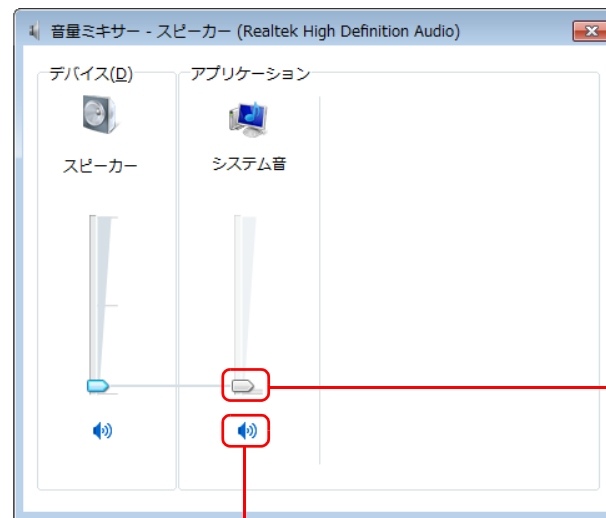 音量ミキサー - スピーカー (Realtek High Definition Audio)
デバイス(D)
アプリケーション
スピーカー
システム音